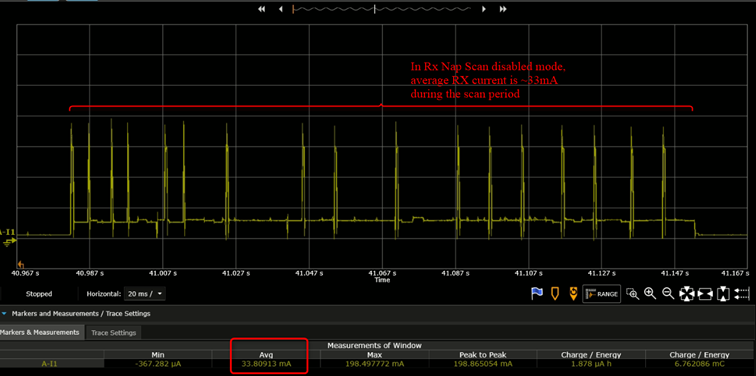 In Rx Nap Scan disabled mode,
average RX current is ~33mA
during the scan period
A-I1
40.967 s 40.987 s 41.007 s 41.027 s 41.047 s 41.067 s 41.087 s 41.107 s 41.127 s 41.147 s 41.167 s
Time
Stopped Horizontal: 20 ms / RANGE
Markers and Measurements / Trace Settings
Markers & Measurements Trace Settings
Measurements of Window
Min Avg Max Peak to Peak Charge / Energy Charge / Energy
A-I1 -367.282 µA 33.80913 mA 198.497772 mA 198.865054 mA 1.878 µA h 6.762086 mC